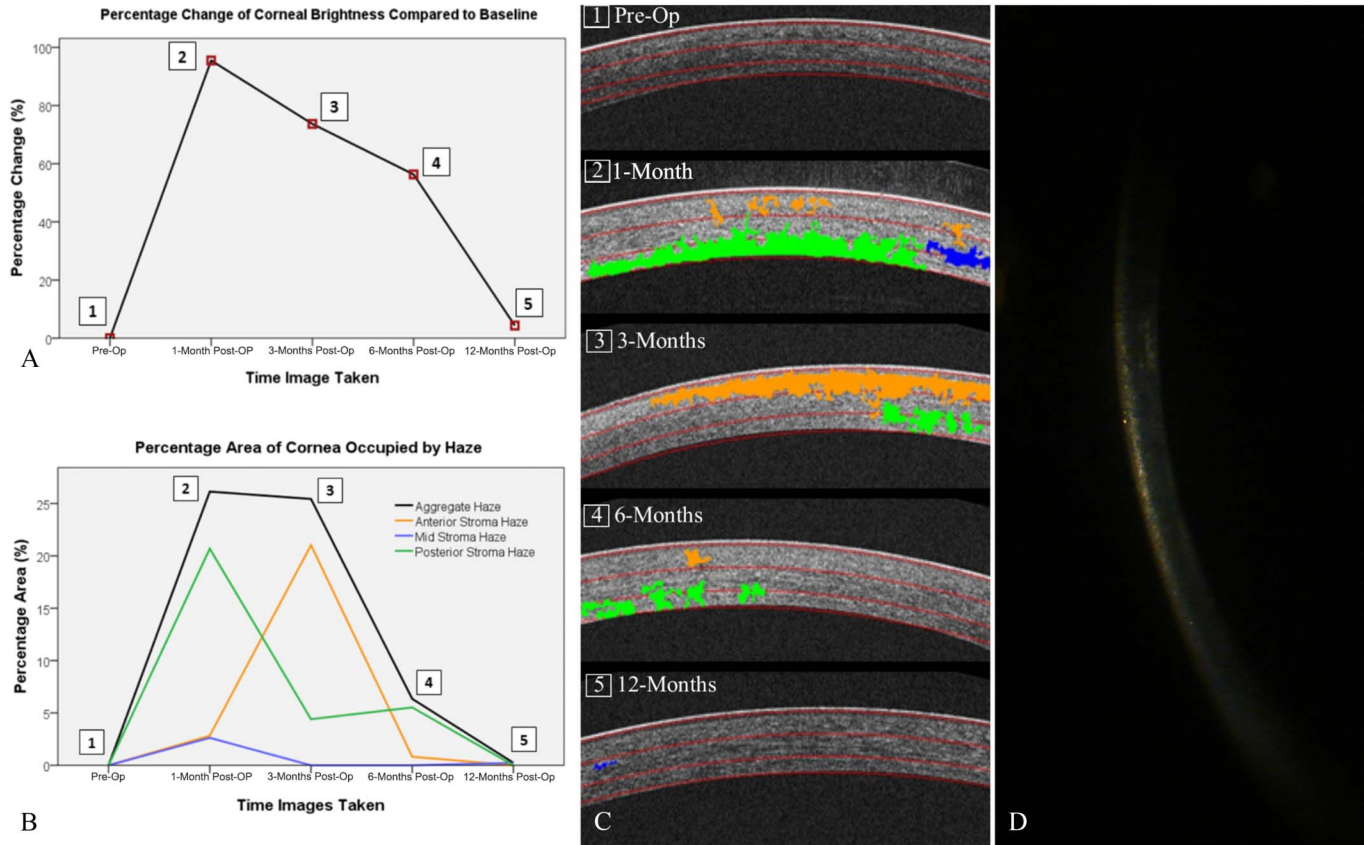 Percentage Change of Corneal Brightness Compared to Baseline
100
80
60
40
20
0
Percentage Change (%)
1
2
3
4
5
Pre-Op
1-Month Post-OP
3-Months Post-Op
6-Months Post-Op
12-Months Post-Op
Time Image Taken
A
Percentage Area of Cornea Occupied by Haze
25
20
15
10
5
0
Percentage Area (%)
1
2
3
4
5
Aggregate Haze
Anterior Stroma Haze
Mid Stroma Haze
Posterior Stroma Haze
Pre-Op
1-Month Post-OP
3-Months Post-Op
6-Months Post-Op
12-Months Post-Op
Time Images Taken
B
1 Pre-Op
2 1-Month
3 3-Months
4 6-Months
5 12-Months
C
D